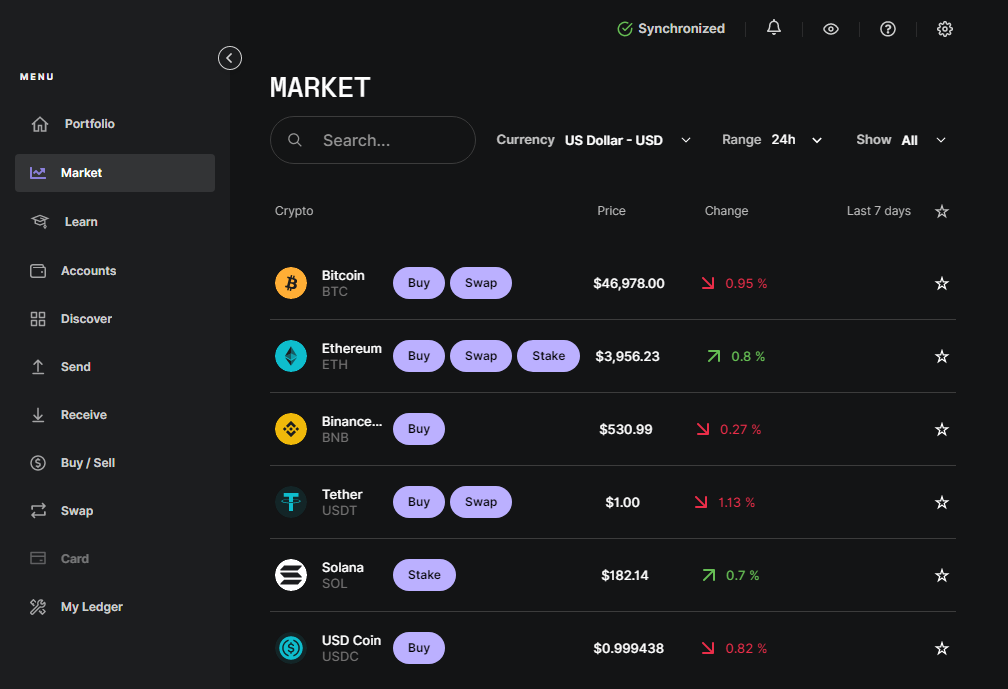 Synchronized
MENU
MARKET
Portfolio
Search...
Currency US Dollar - USD
Range 24h
Show All
Market
Learn
Crypto Price Change Last 7 days
Accounts
Bitcoin
BTC
Buy Swap $46,978.00 0.95 %
Discover
Ethereum
ETH
Buy Swap Stake $3,956.23 0.8 %
Send
Receive
Binance...
BNB
Buy $530.99 0.27 %
Buy / Sell
Tether
USDT
Buy Swap $1.00 1.13 %
Swap
Card
Solana
SOL
Stake $182.14 0.7 %
My Ledger
USD Coin
USDC
Buy $0.999438 0.82 %